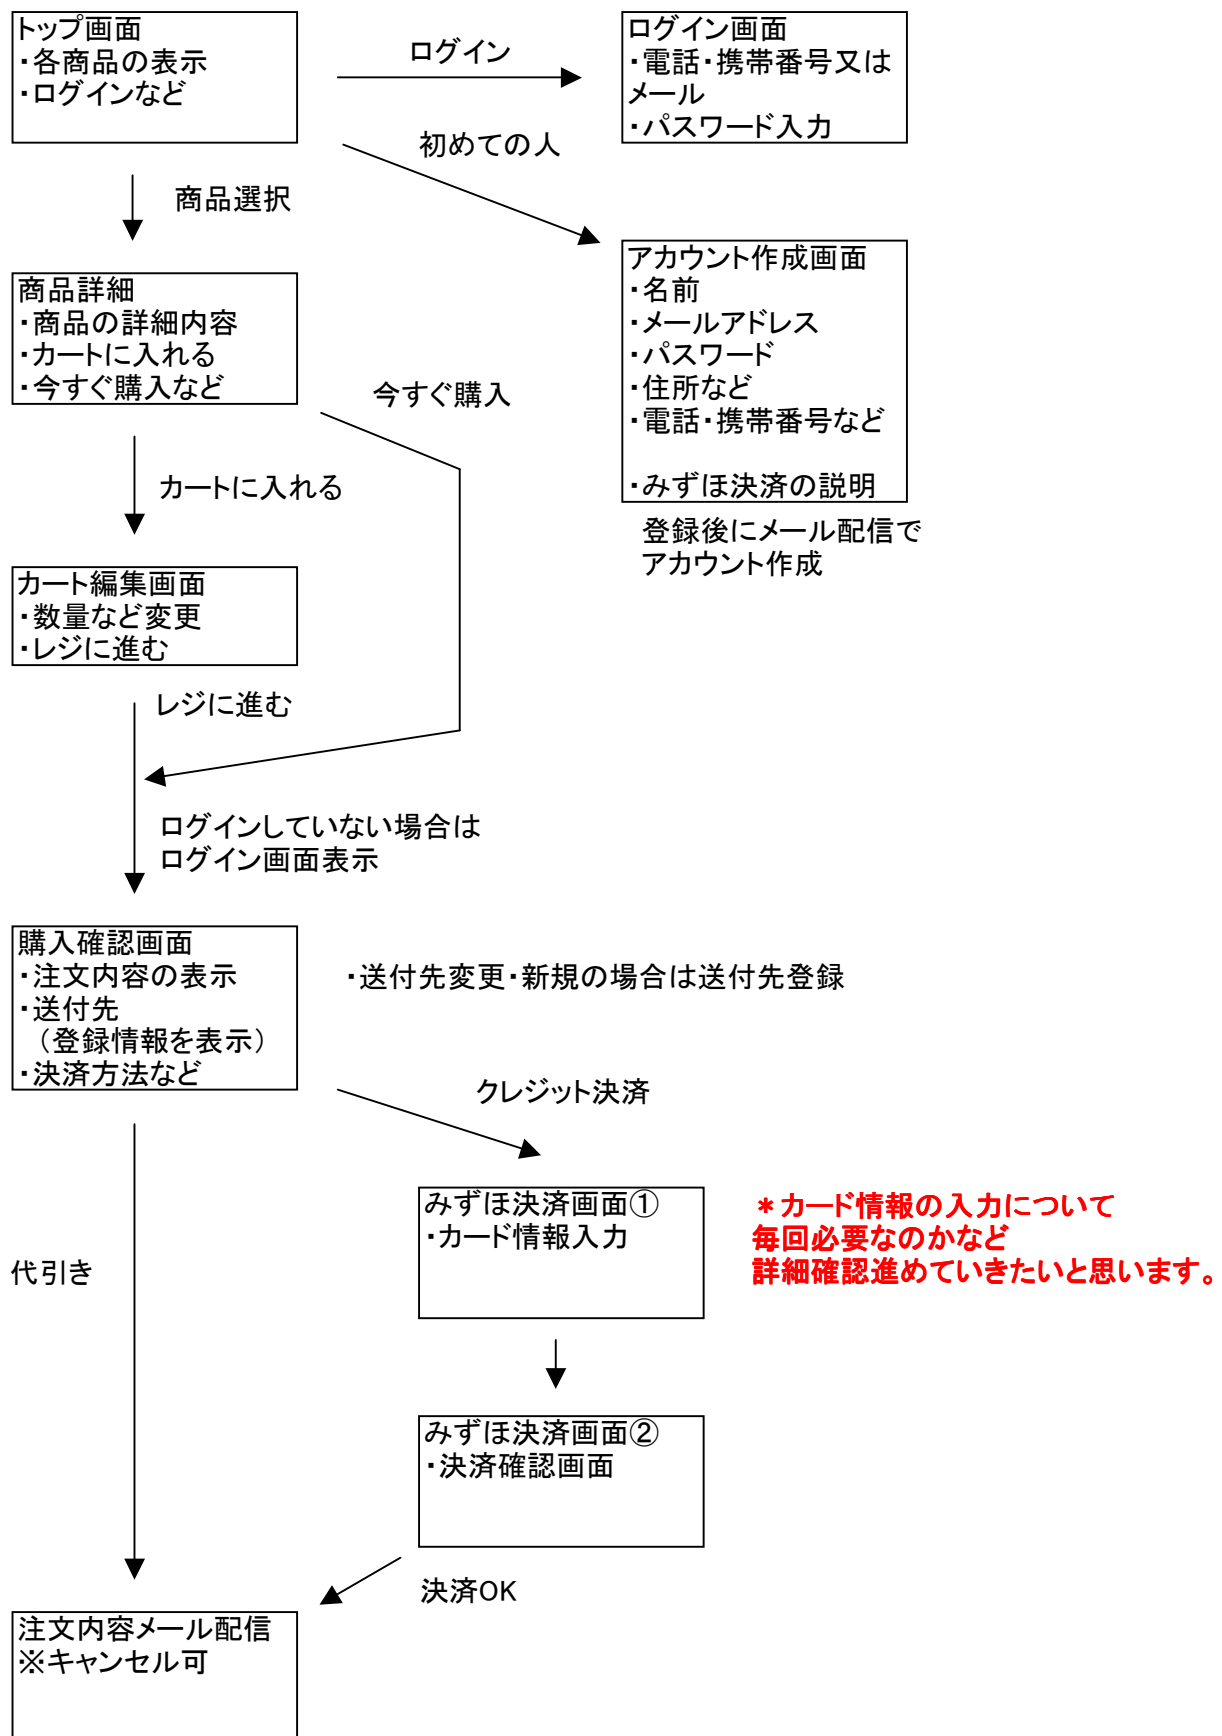 トップ画面
・各商品の表示
・ログインなど
ログイン
ログイン画面
・電話・携帯番号又は
メール
・パスワード入力
初めての人
商品選択
アカウント作成画面
・名前
・メールアドレス
・パスワード
・住所など
・電話・携帯番号など
・みずほ決済の説明
登録後にメール配信で
アカウント作成
商品詳細
・商品の詳細内容
・カートに入れる
・今すぐ購入など
今すぐ購入
カートに入れる
カート編集画面
・数量など変更
・レジに進む
レジに進む
ログインしていない場合は
ログイン画面表示
購入確認画面
・注文内容の表示
・送付先
（登録情報を表示）
・決済方法など
・送付先変更・新規の場合は送付先登録
クレジット決済
みずほ決済画面①
・カード情報入力
＊カード情報の入力について
毎回必要なのかなど
詳細確認進めていきたいと思います。
代引き
みずほ決済画面②
・決済確認画面
決済OK
注文内容メール配信
※キャンセル可